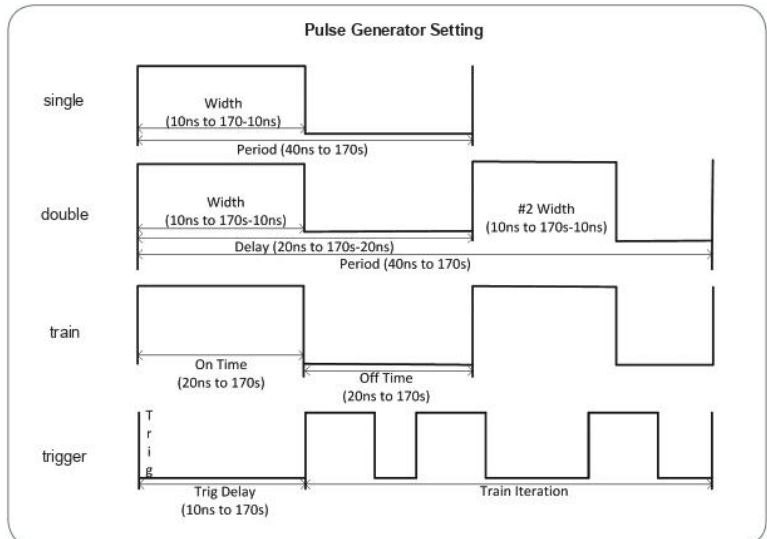 Pulse Generator Setting
single
Width
(10ns to 170-10ns)
Period (40ns to 170s)
double
Width
(10ns to 170s-10ns)
#2 Width
(10ns to 170s-10ns)
Delay (20ns to 170s-20ns)
Period (40ns to 170s)
train
On Time
(20ns to 170s)
Off Time
(20ns to 170s)
trigger
Trig
Trig Delay
(10ns to 170s)
Train Iteration